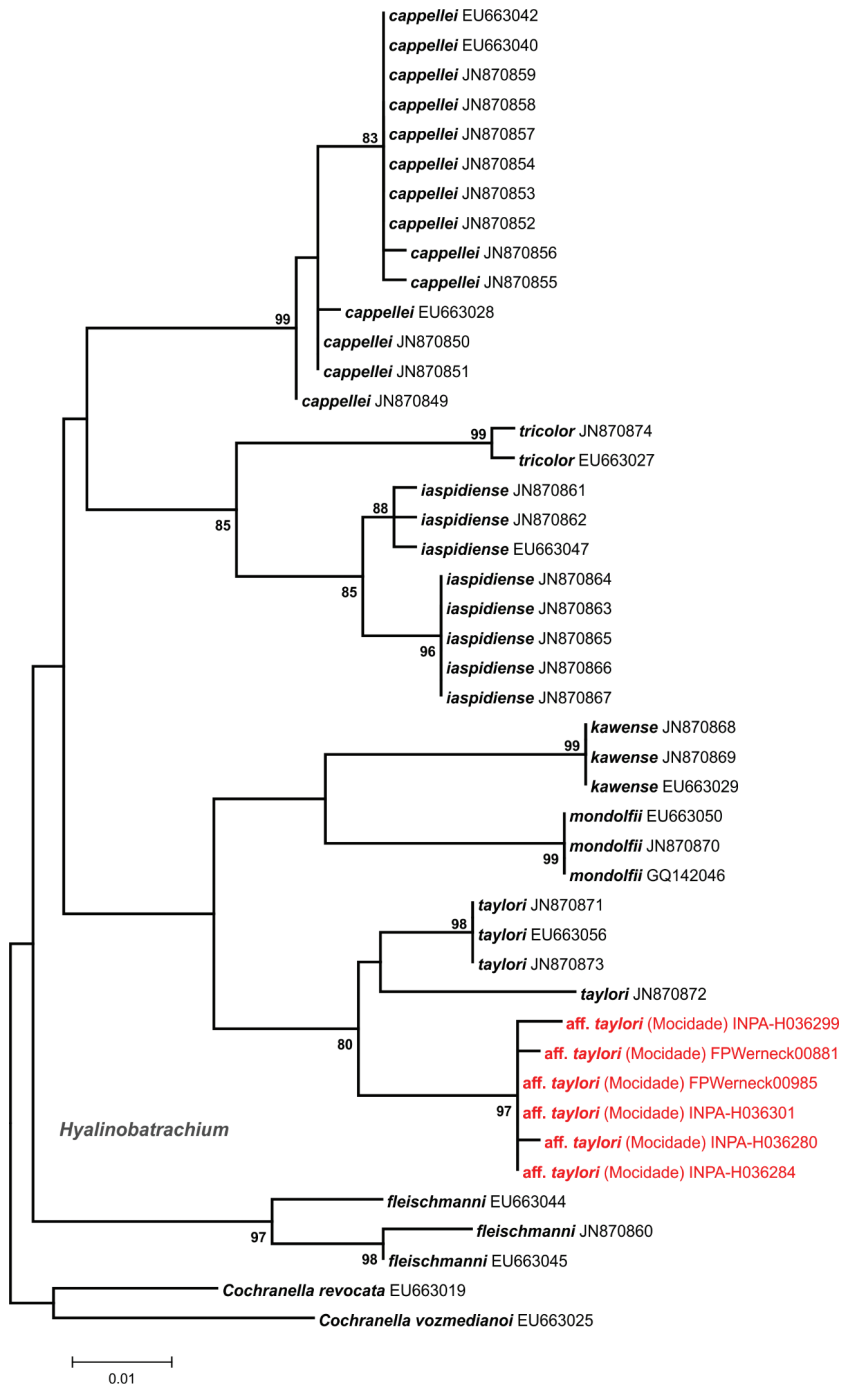 cappellei EU663042
cappellei EU663040
cappellei JN870859
cappellei JN870858
83
cappellei JN870857
cappellei JN870854
cappellei JN870853
cappellei JN870852
cappellei JN870856
cappellei JN870855
cappellei EU663028
99
cappellei JN870850
cappellei JN870851
cappellei JN870849
99
tricolor JN870874
tricolor EU663027
85
iaspidiense JN870861
88
iaspidiense JN870862
iaspidiense EU663047
85
iaspidiense JN870864
iaspidiense JN870863
iaspidiense JN870865
96
iaspidiense JN870866
iaspidiense JN870867
kawense JN870868
99
kawense JN870869
kawense EU663029
mondolfii EU663050
mondolfii JN870870
99
mondolfii GQ142046
taylori JN870871
98
taylori EU663056
taylori JN870873
taylori JN870872
80
aff. taylori (Mocidade) INPA-H036299
aff. taylori (Mocidade) FPWerneck00881
aff. taylori (Mocidade) FPWerneck00985
97
aff. taylori (Mocidade) INPA-H036301
aff. taylori (Mocidade) INPA-H036280
aff. taylori (Mocidade) INPA-H036284
Hyalinobatrachium
fleischmanni EU663044
97
fleischmanni JN870860
98
fleischmanni EU663045
Cochranella revocata EU663019
Cochranella vozmedianoi EU663025
0.01